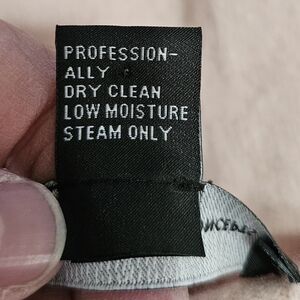 PROFESSION-
ALLY
DRY CLEAN
LOW MOISTURE
STEAM ONLY